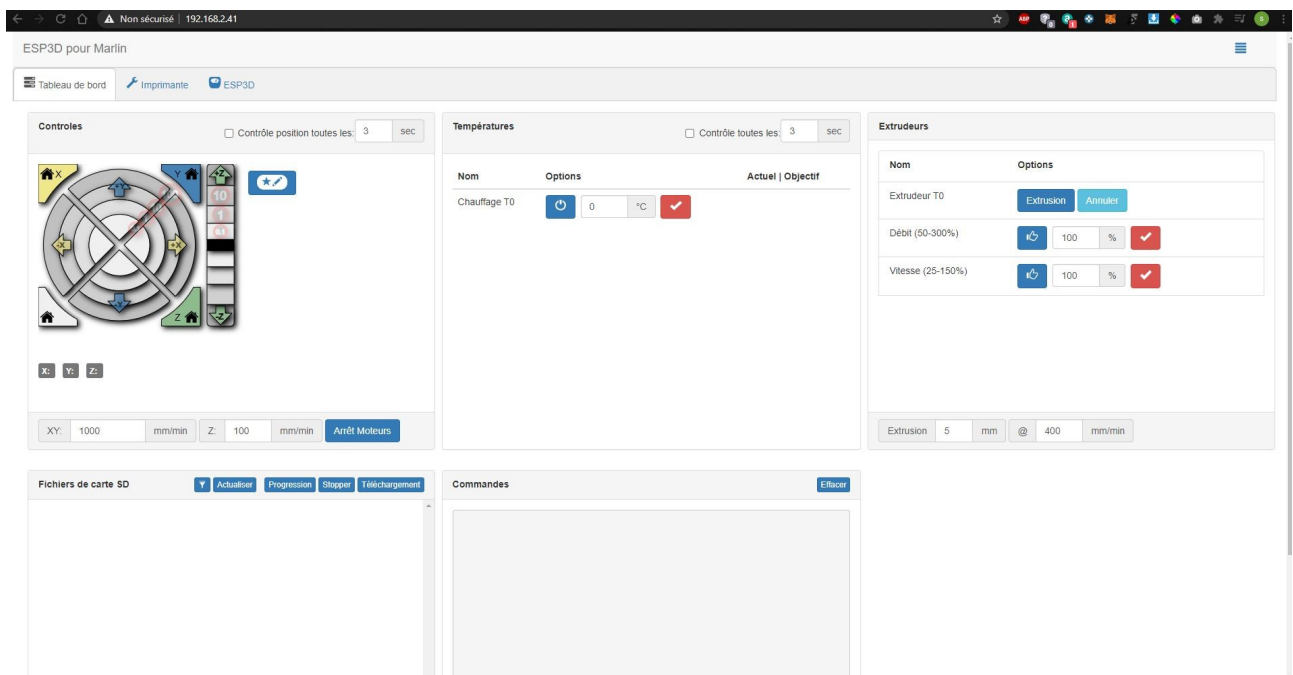 Non sécurisé | 192.168.2.41
ESP3D pour Marlin
Tableau de bord Imprimante ESP3D
Controles Contrôle position toutes les: 3 sec
X Y +Z
10
1
0.1
+Y
-X +X
-Y
Z -Z
X: Y: Z:
XY: 1000 mm/min Z: 100 mm/min Arrêt Moteurs
Températures Contrôle toutes les: 3 sec
Nom Options Actuel | Objectif
Chauffage T0 0 °C
Extrudeurs
Nom Options
Extrudeur T0 Extrusion Annuler
Débit (50-300%) 100 %
Vitesse (25-150%) 100 %
Extrusion 5 mm @ 400 mm/min
Fichiers de carte SD Actualiser Progression Stopper Téléchargement
Commandes Effacer